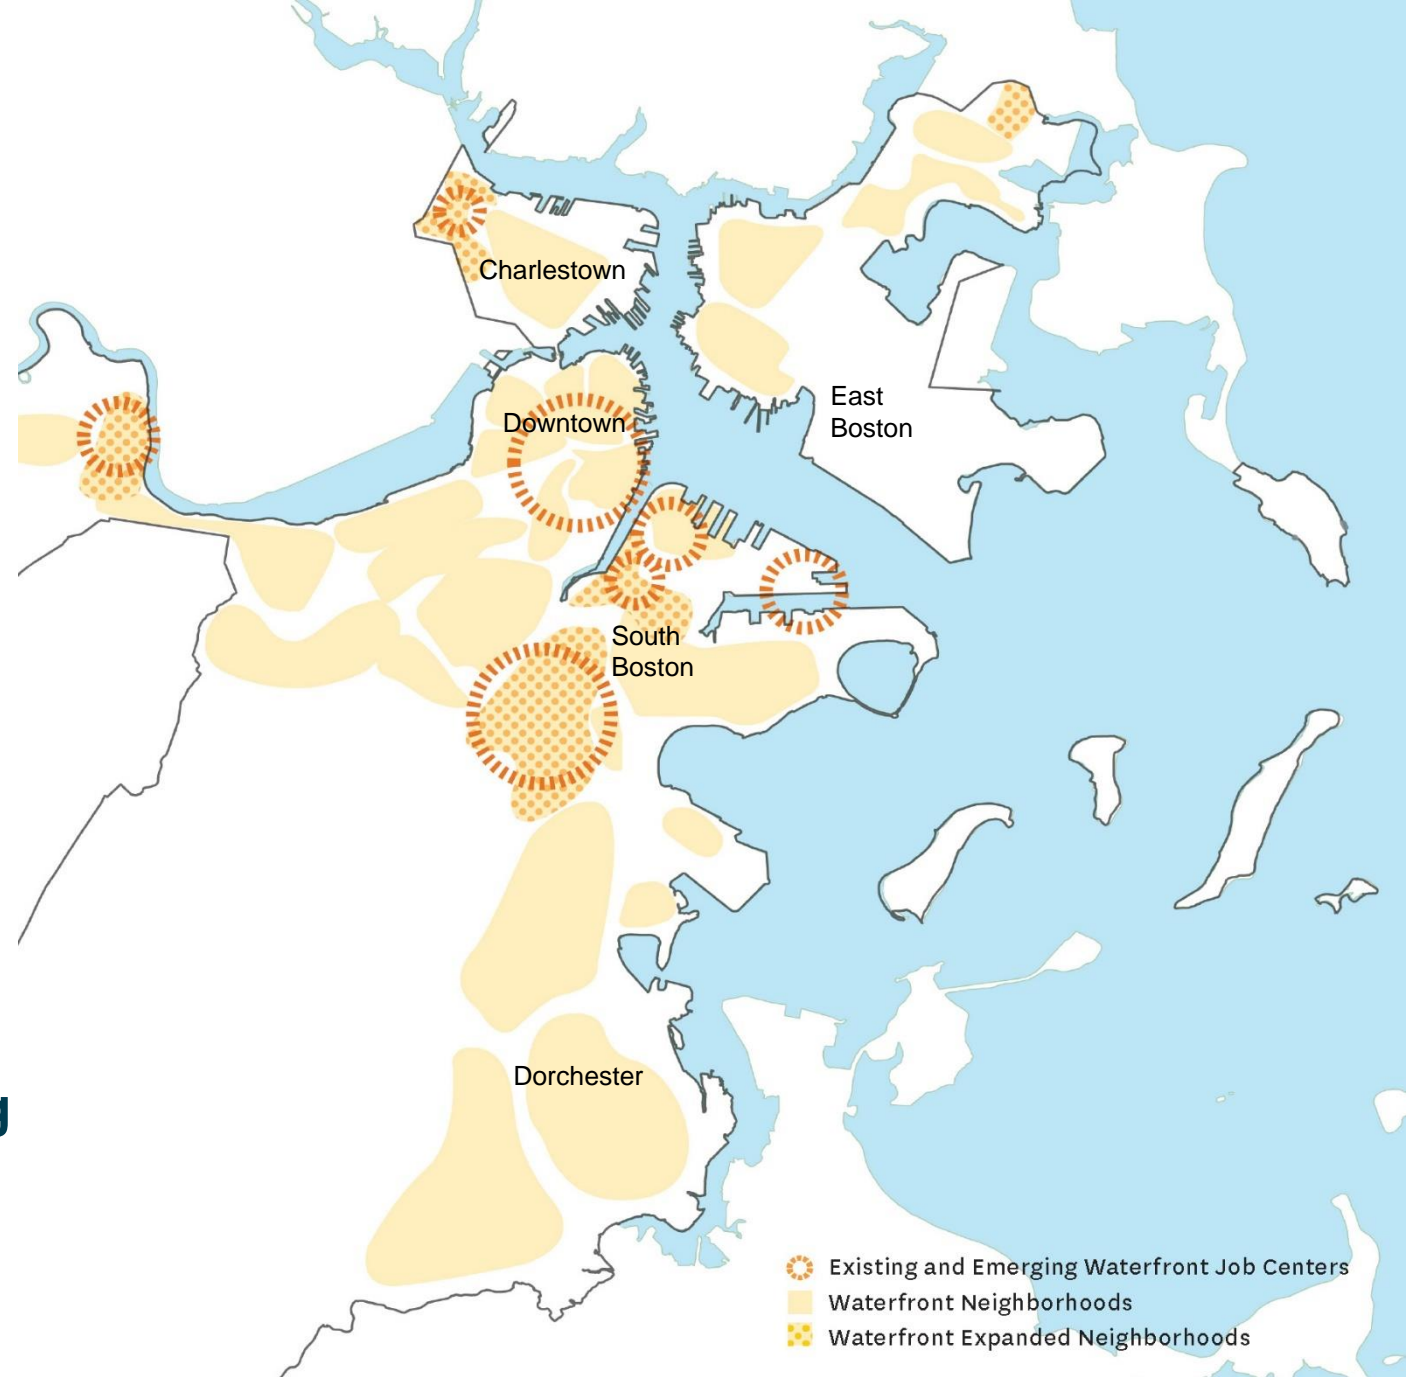 Charlestown
Downtown
East
Boston
South
Boston
Dorchester
g
Existing and Emerging Waterfront Job Centers
Waterfront Neighborhoods
Waterfront Expanded Neighborhoods